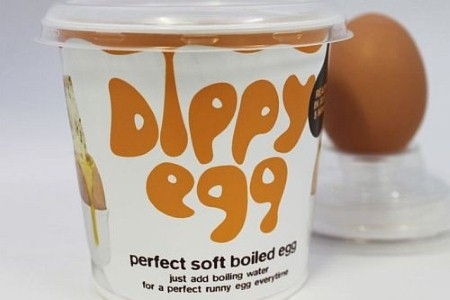 Dippy
egg
perfect soft boiled egg
just add boiling water
for a perfect runny egg everytime